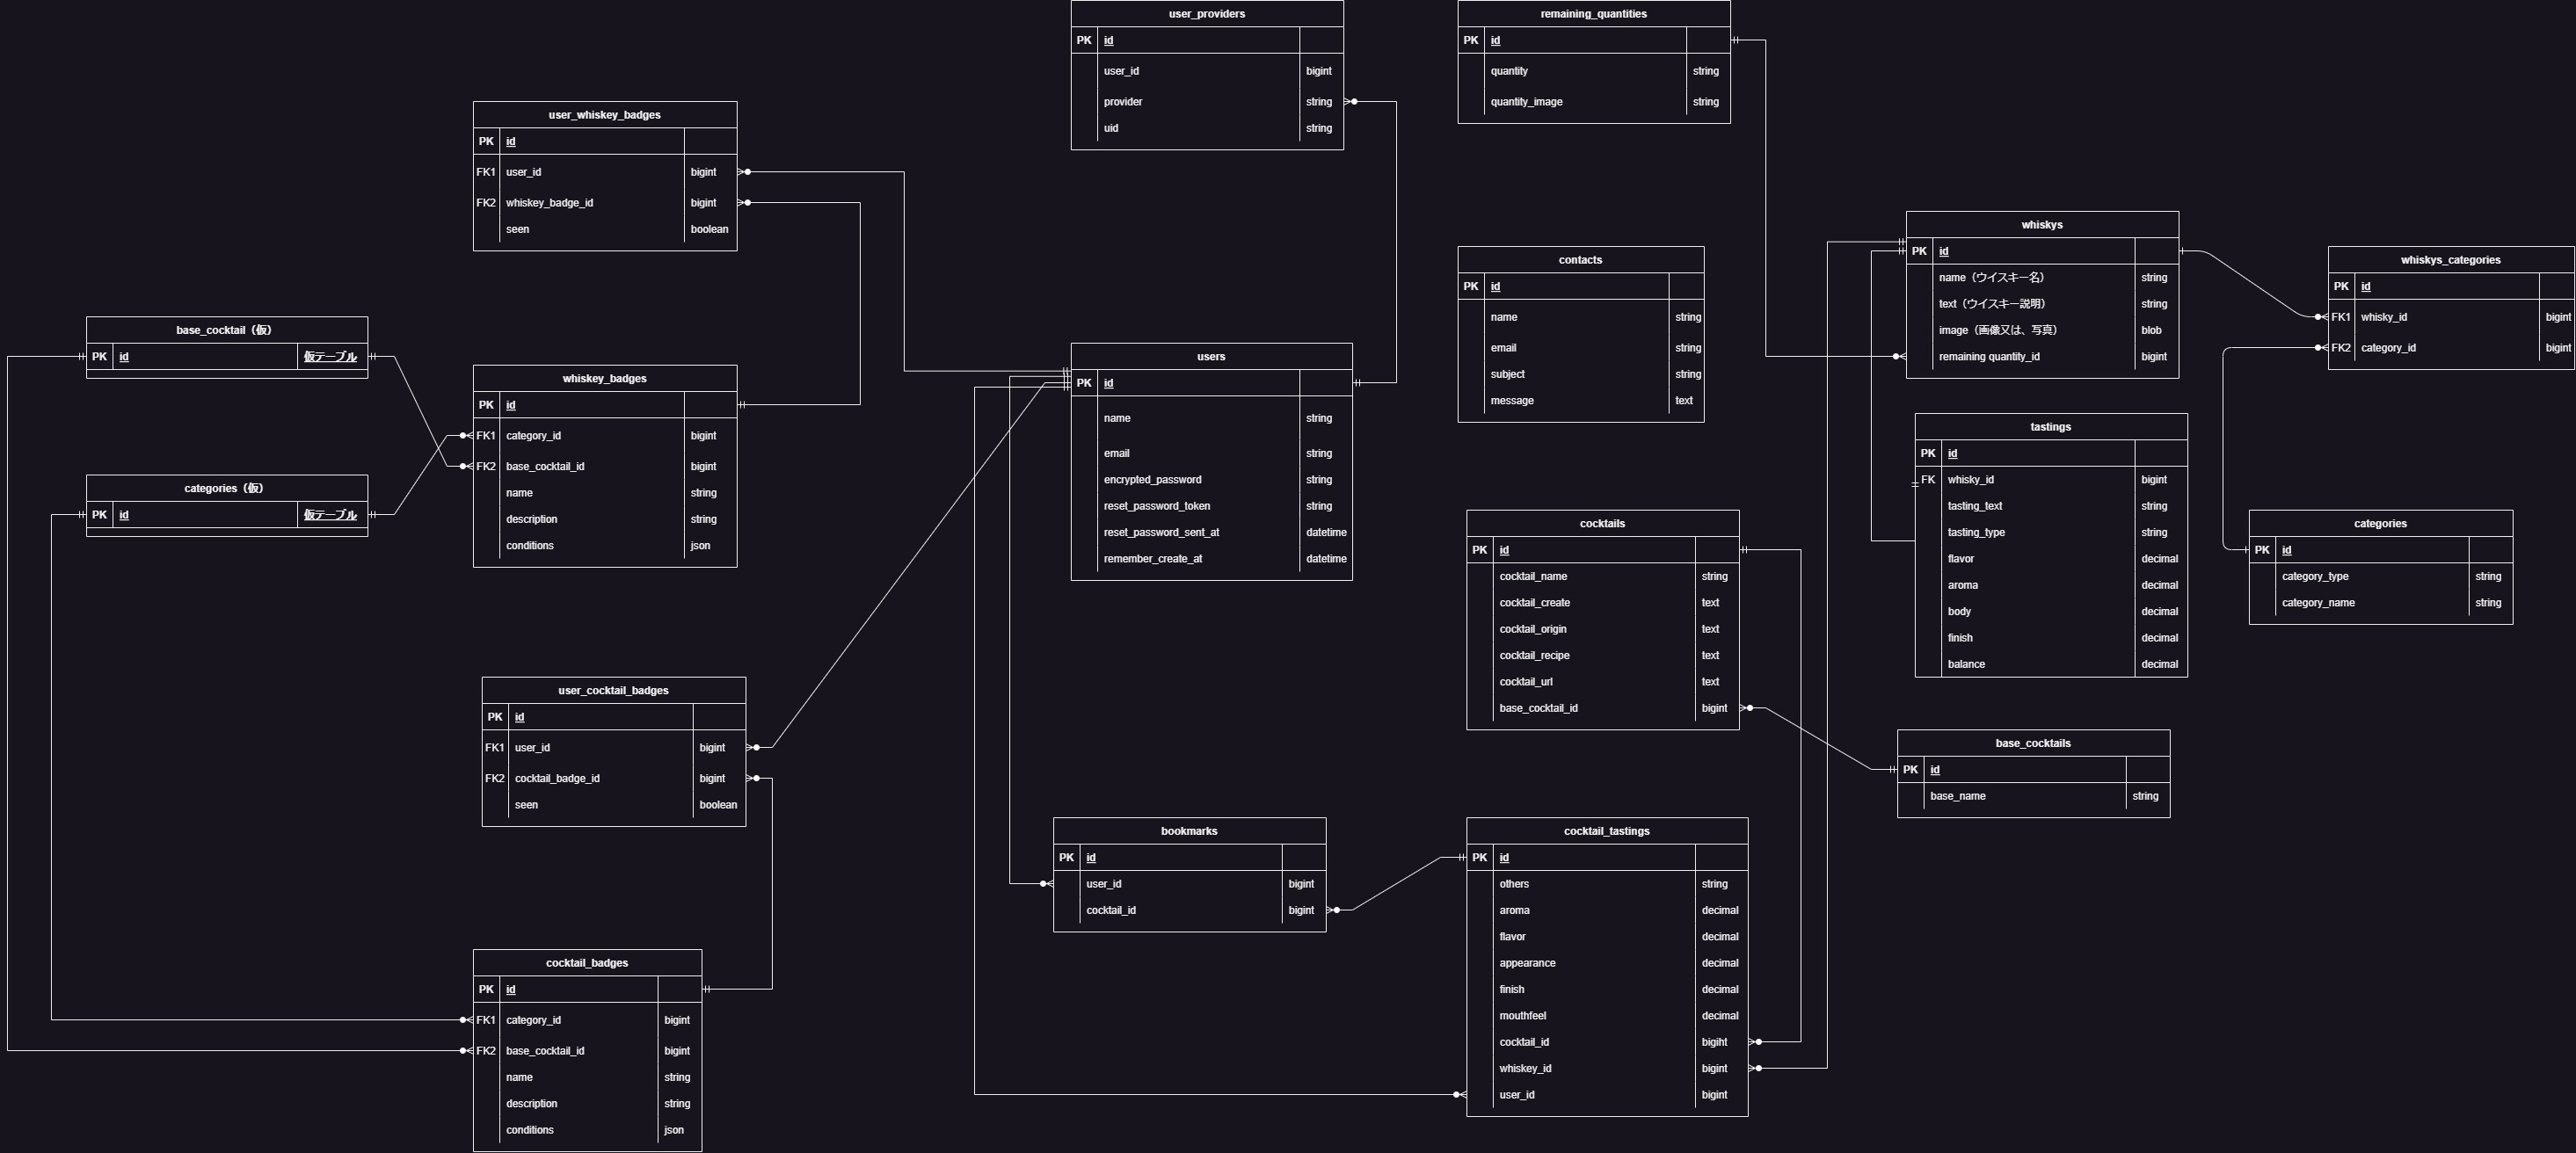 user_providers
PK id
user_id bigint
provider string
uid string
remaining_quantities
PK id
quantity string
quantity_image string
user_whiskey_badges
PK id
FK1 user_id bigint
FK2 whiskey_badge_id bigint
seen boolean
whiskys
PK id
name（ウイスキー名） string
text（ウイスキー説明） string
image（画像又は、写真） blob
remaining quantity_id bigint
contacts
PK id
name string
email string
subject string
message text
whiskys_categories
PK id
FK1 whisky_id bigint
FK2 category_id bigint
base_cocktail（仮）
PK id 仮テーブル
users
PK id
name string
email string
encrypted_password string
reset_password_token string
reset_password_sent_at datetime
remember_create_at datetime
whiskey_badges
PK id
FK1 category_id bigint
FK2 base_cocktail_id bigint
name string
description string
conditions json
tastings
PK id
FK whisky_id bigint
tasting_text string
tasting_type string
flavor decimal
aroma decimal
body decimal
finish decimal
balance decimal
categories（仮）
PK id 仮テーブル
cocktails
PK id
cocktail_name string
cocktail_create text
cocktail_origin text
cocktail_recipe text
cocktail_url text
base_cocktail_id bigint
categories
PK id
category_type string
category_name string
user_cocktail_badges
PK id
FK1 user_id bigint
FK2 cocktail_badge_id bigint
seen boolean
base_cocktails
PK id
base_name string
bookmarks
PK id
user_id bigint
cocktail_id bigint
cocktail_tastings
PK id
others string
aroma decimal
flavor decimal
appearance decimal
finish decimal
mouthfeel decimal
cocktail_id bigiht
whiskey_id bigint
user_id bigint
cocktail_badges
PK id
FK1 category_id bigint
FK2 base_cocktail_id bigint
name string
description string
conditions json